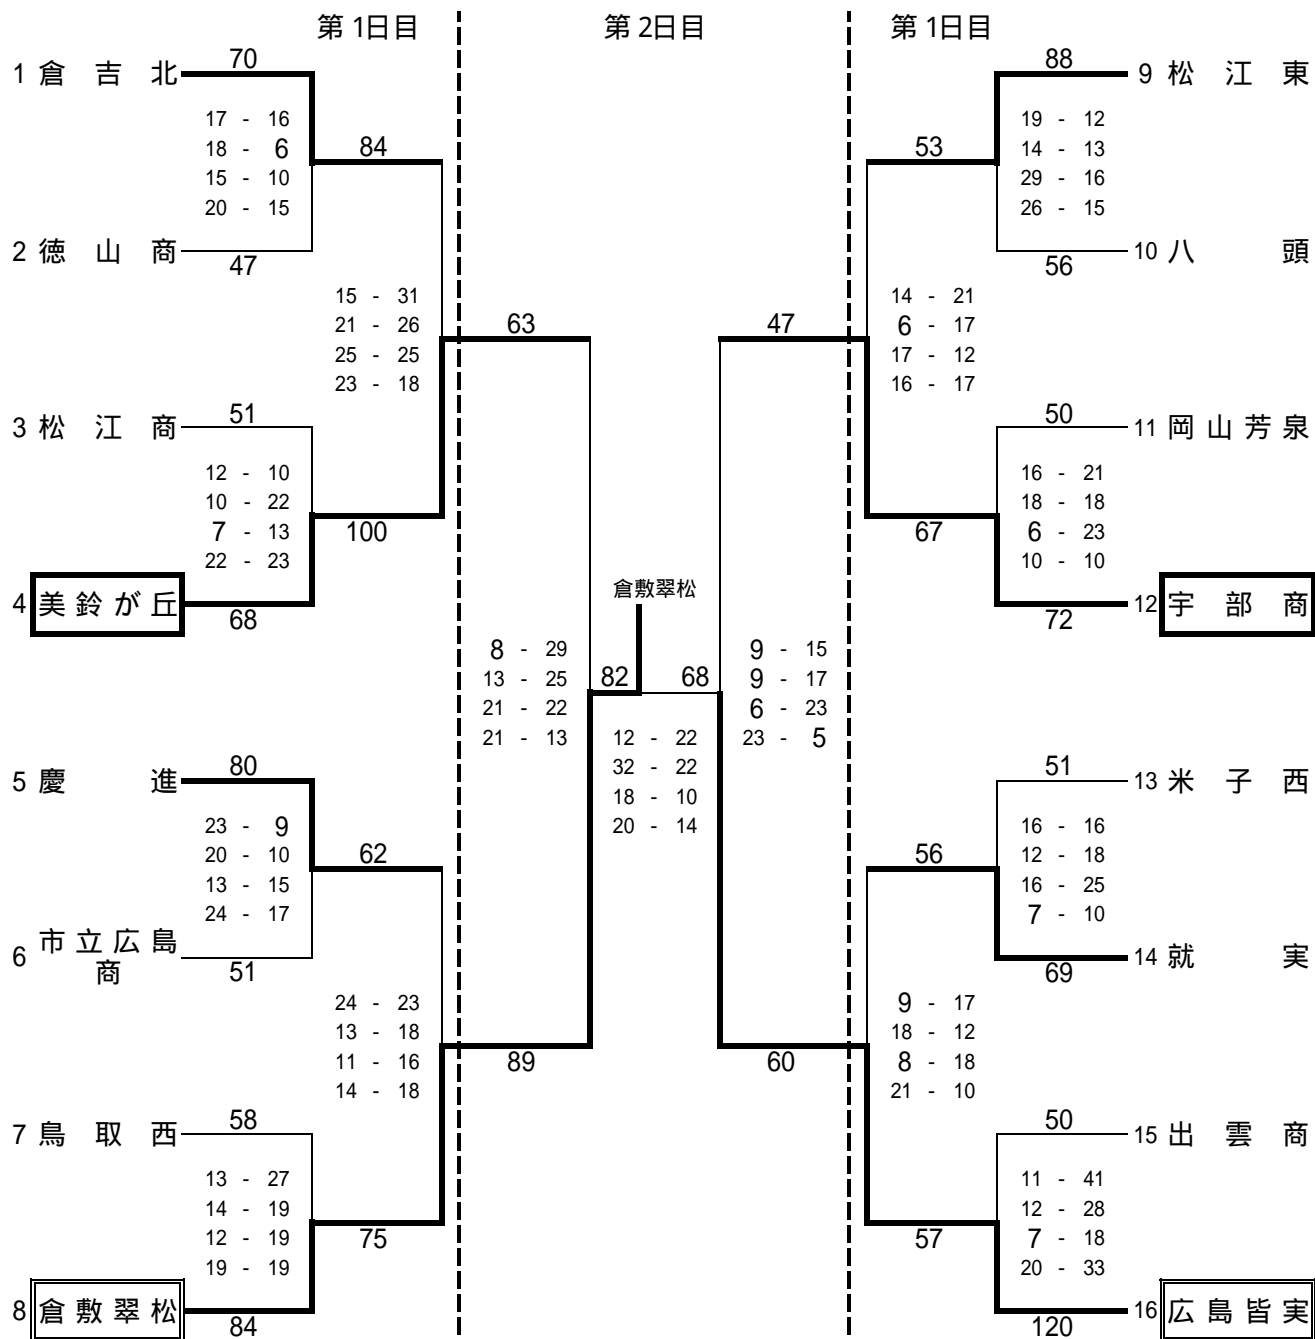 第1日目 第2日目 第1日目
70
1 倉吉北
17 - 16
18 - 6
15 - 10
20 - 15
2 徳山商
47
84
15 - 31
21 - 26
25 - 25
23 - 18
51
3 松江商
12 - 10
10 - 22
7 - 13
22 - 23
4 美鈴が丘
68
100
63
80
5 慶進
23 - 9
20 - 10
13 - 15
24 - 17
6 市立広島商
51
62
24 - 23
13 - 18
11 - 16
14 - 18
58
7 鳥取西
13 - 27
14 - 19
12 - 19
19 - 19
8 倉敷翠松
84
75
89
8 - 29
13 - 25
21 - 22
21 - 13
倉敷翠松
82 68
12 - 22
32 - 22
18 - 10
20 - 14
47
9 - 15
9 - 17
6 - 23
23 - 5
60
88
9 松江東
19 - 12
14 - 13
29 - 16
26 - 15
10 八頭
56
53
14 - 21
6 - 17
17 - 12
16 - 17
50
11 岡山芳泉
16 - 21
18 - 18
6 - 23
10 - 10
12 宇部商
72
67
51
13 米子西
16 - 16
12 - 18
16 - 25
7 - 10
14 就実
69
56
9 - 17
18 - 12
8 - 18
21 - 10
50
15 出雲商
11 - 41
12 - 28
7 - 18
20 - 33
16 広島皆実
120
57